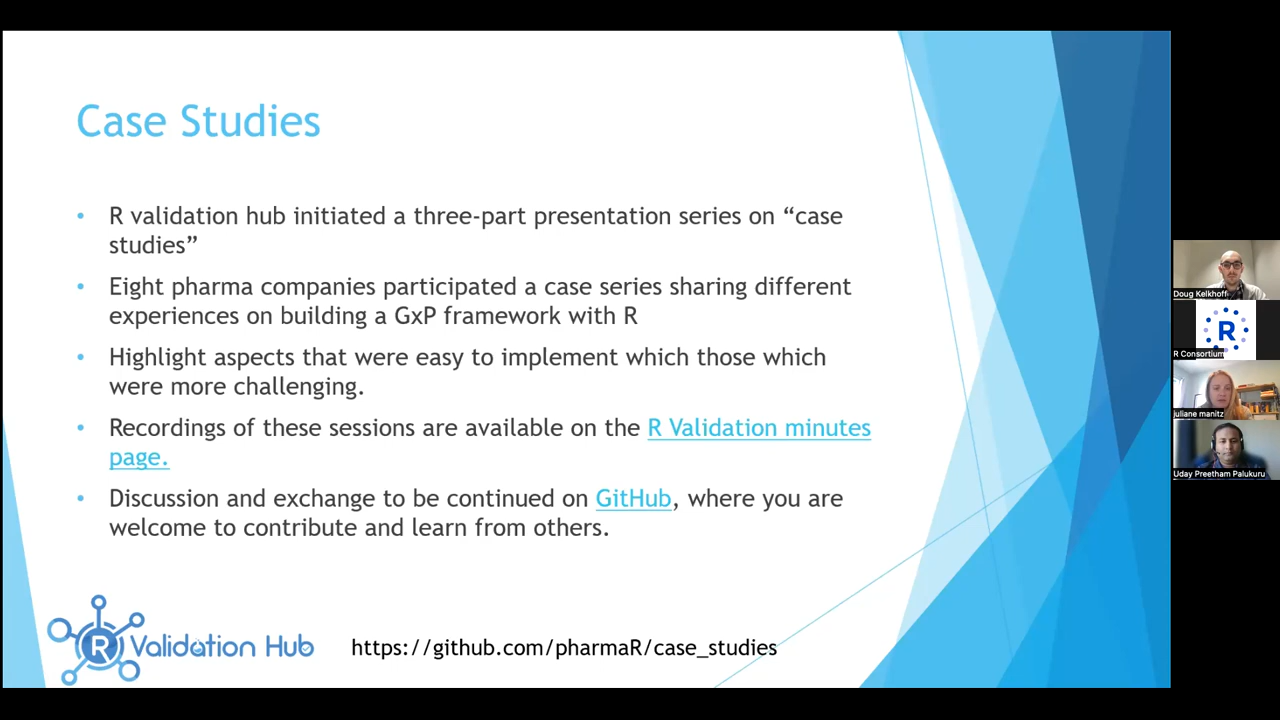 Case Studies
• R validation hub initiated a three-part presentation series on “case
studies”
• Eight pharma companies participated a case series sharing different
experiences on building a GxP framework with R
• Highlight aspects that were easy to implement which those which
were more challenging.
• Recordings of these sessions are available on the R Validation minutes
page.
• Discussion and exchange to be continued on GitHub, where you are
welcome to contribute and learn from others.
R Validation Hub
https://github.com/pharmaR/case_studies
Doug Kelkhoff
R
R Consortium
juliane manitz
Uday Preetham Palukuru